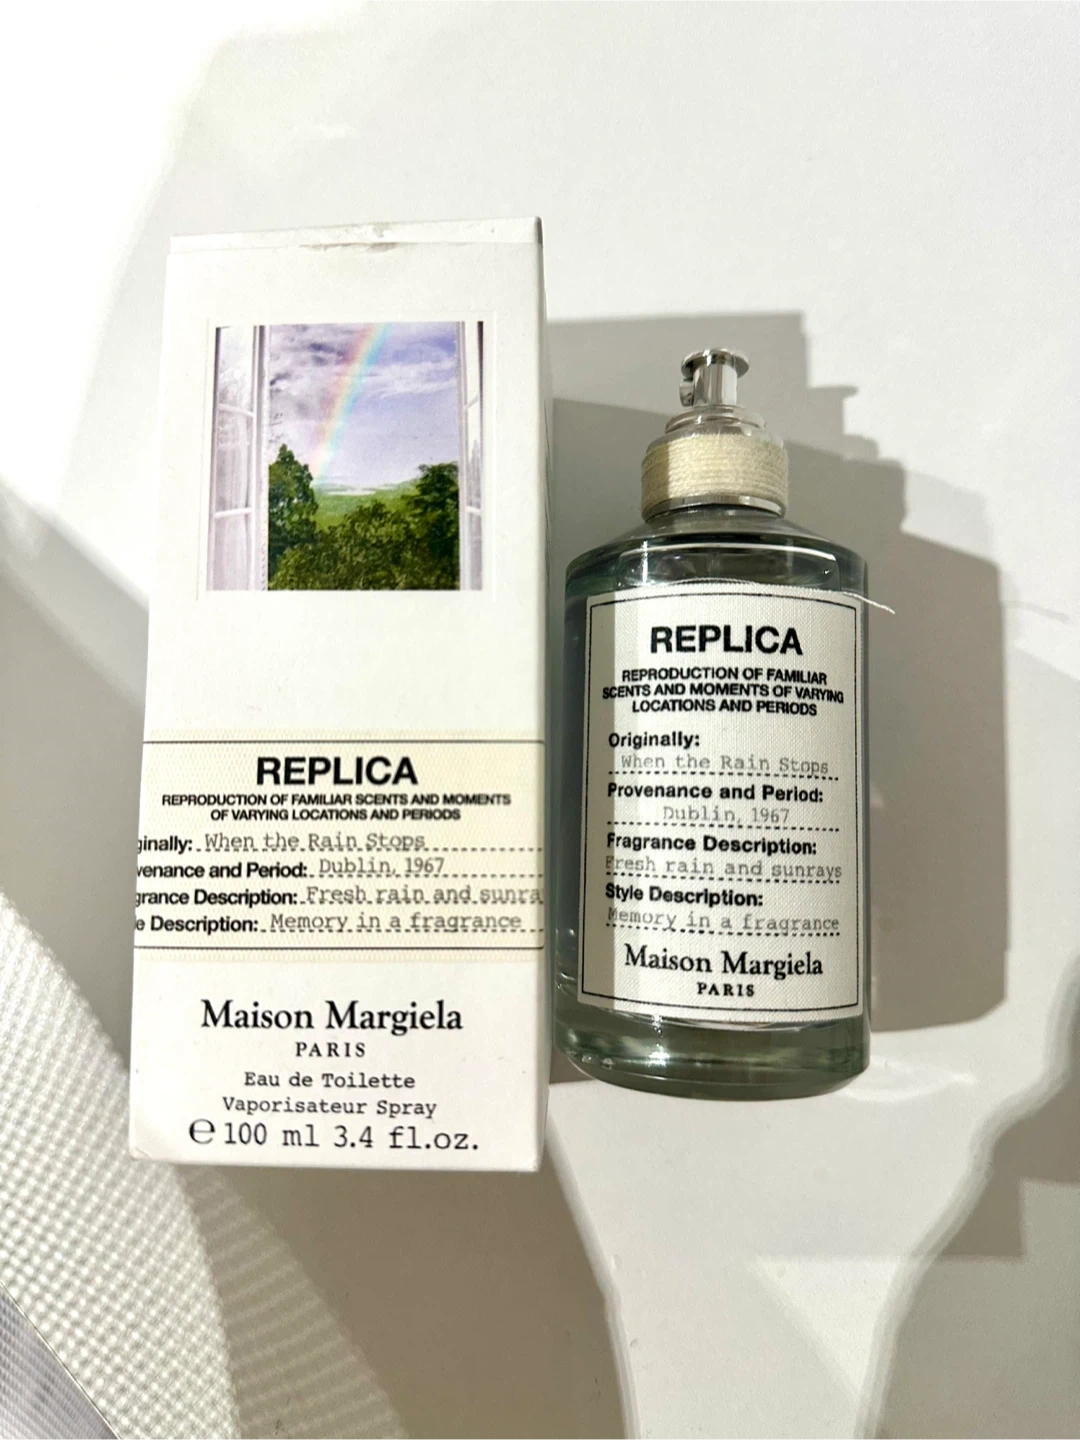 REPLICA
REPRODUCTION OF FAMILIAR SCENTS AND MOMENTS
OF VARYING LOCATIONS AND PERIODS
ginally: When the Rain Stops
venance and Period: Dublin, 1967
grance Description: Fresh rain and sunra
e Description: Memory in a fragrance
Maison Margiela
PARIS
Eau de Toilette
Vaporisateur Spray
℮ 100 ml 3.4 fl.oz.
REPLICA
REPRODUCTION OF FAMILIAR
SCENTS AND MOMENTS OF VARYING
LOCATIONS AND PERIODS
Originally:
When the Rain Stops
Provenance and Period:
Dublin, 1967
Fragrance Description:
Fresh rain and sunrays
Style Description:
Memory in a fragrance
Maison Margiela
PARIS